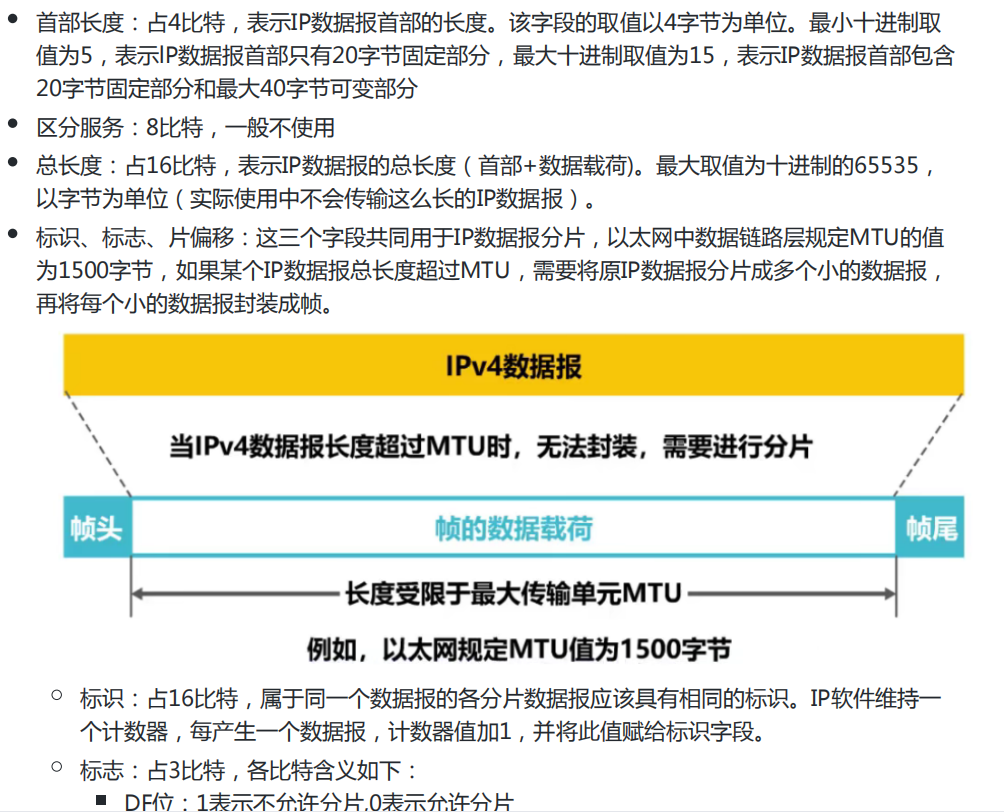 首部长度：占4比特，表示IP数据报首部的长度。该字段的取值以4字节为单位。最小十进制取
值为5，表示IP数据报首部只有20字节固定部分，最大十进制取值为15，表示IP数据报首部包含
20字节固定部分和最大40字节可变部分
区分服务：8比特，一般不使用
总长度：占16比特，表示IP数据报的总长度（首部+数据载荷)。最大取值为十进制的65535，
以字节为单位（实际使用中不会传输这么长的IP数据报）。
标识、标志、片偏移：这三个字段共同用于IP数据报分片，以太网中数据链路层规定MTU的值
为1500字节，如果某个IP数据报总长度超过MTU，需要将原IP数据报分片成多个小的数据报，
再将每个小的数据报封装成帧。
IPv4数据报
当IPv4数据报长度超过MTU时，无法封装，需要进行分片
帧头 帧的数据载荷 帧尾
长度受限于最大传输单元MTU
例如，以太网规定MTU值为1500字节
标识：占16比特，属于同一个数据报的各分片数据报应该具有相同的标识。IP软件维持一
个计数器，每产生一个数据报，计数器值加1，并将此值赋给标识字段。
标志：占3比特，各比特含义如下：
DF位：1表示不允许分片,0表示允许分片